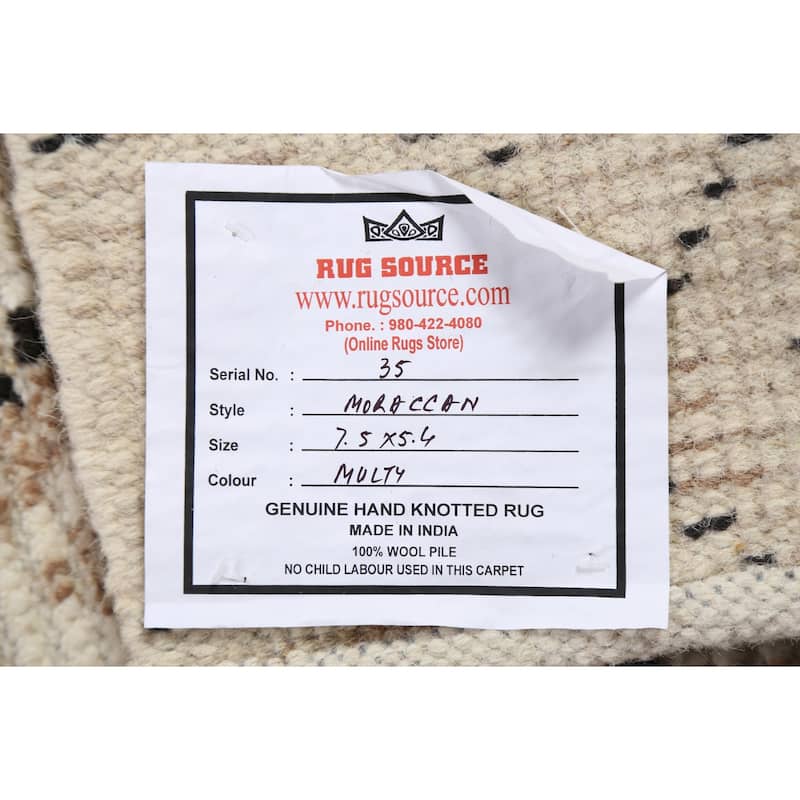 RUG SOURCE
www.rugsource.com
Phone. : 980-422-4080
(Online Rugs Store)
Serial No. : 35
Style : MORACCAN
Size : 7.5 X 5.4
Colour : MULTY
GENUINE HAND KNOTTED RUG
MADE IN INDIA
100% WOOL PILE
NO CHILD LABOUR USED IN THIS CARPET